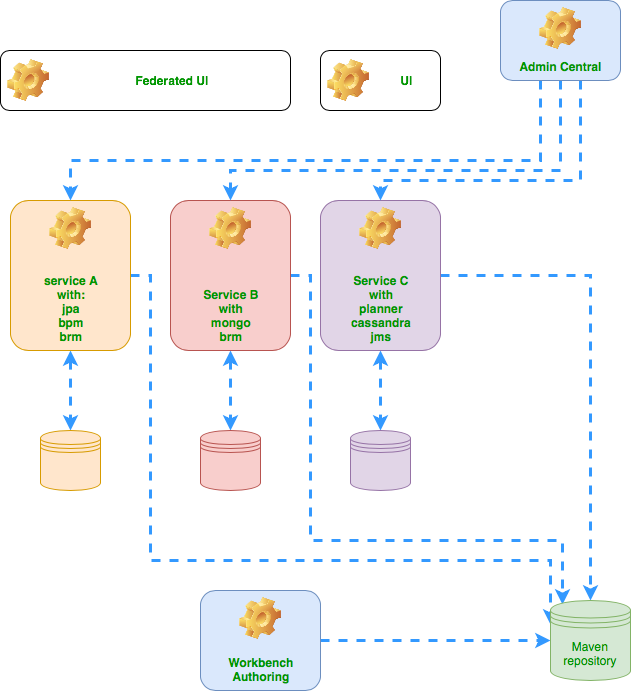 Admin Central
Federated UI
UI
service A
with:
jpa
bpm
brm
Service B
with
mongo
brm
Service C
with
planner
cassandra
jms
Workbench
Authoring
Maven
repository